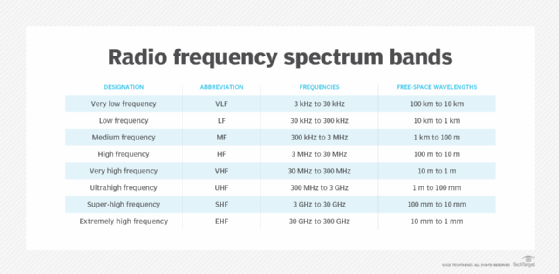 Radio frequency spectrum bands
DESIGNATION ABBREVIATION FREQUENCIES FREE-SPACE WAVELENGTHS
Very low frequency VLF 3 kHz to 30 kHz 100 km to 10 km
Low frequency LF 30 kHz to 300 kHz 10 km to 1 km
Medium frequency MF 300 kHz to 3 MHz 1 km to 100 m
High frequency HF 3 MHz to 30 MHz 100 m to 10 m
Very high frequency VHF 30 MHz to 300 MHz 10 m to 1 m
Ultrahigh frequency UHF 300 MHz to 3 GHz 1 m to 100 mm
Super-high frequency SHF 3 GHz to 30 GHz 100 mm to 10 mm
Extremely high frequency EHF 30 GHz to 300 GHz 10 mm to 1 mm
TECHTARGET. ALL RIGHTS RESERVED TechTarget